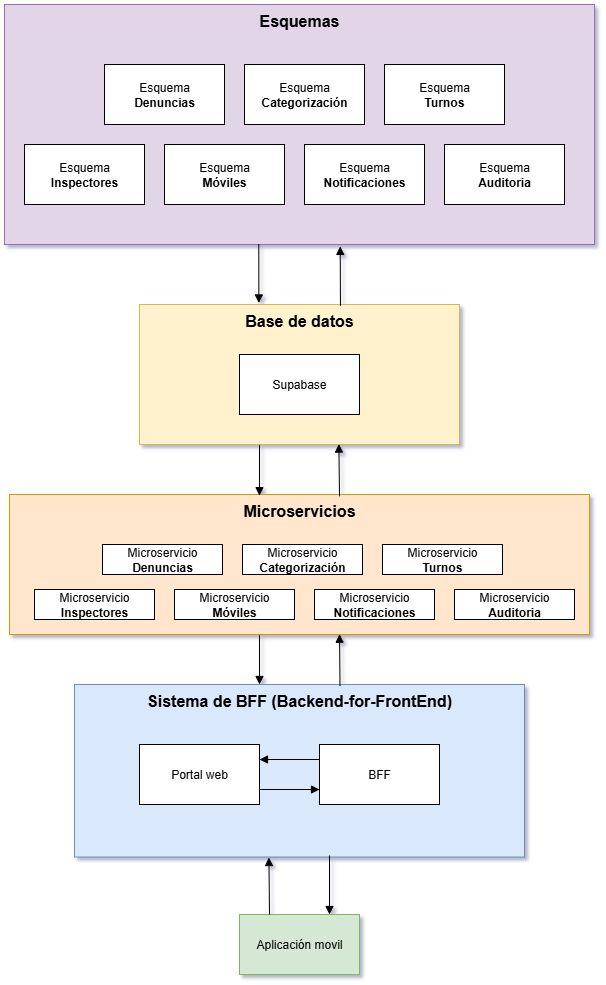 Esquemas
Esquema
Denuncias
Esquema
Categorización
Esquema
Turnos
Esquema
Inspectores
Esquema
Móviles
Esquema
Notificaciones
Esquema
Auditoria
Base de datos
Supabase
Microservicios
Microservicio
Denuncias
Microservicio
Categorización
Microservicio
Turnos
Microservicio
Inspectores
Microservicio
Móviles
Microservicio
Notificaciones
Microservicio
Auditoria
Sistema de BFF (Backend-for-FrontEnd)
Portal web
BFF
Aplicación movil